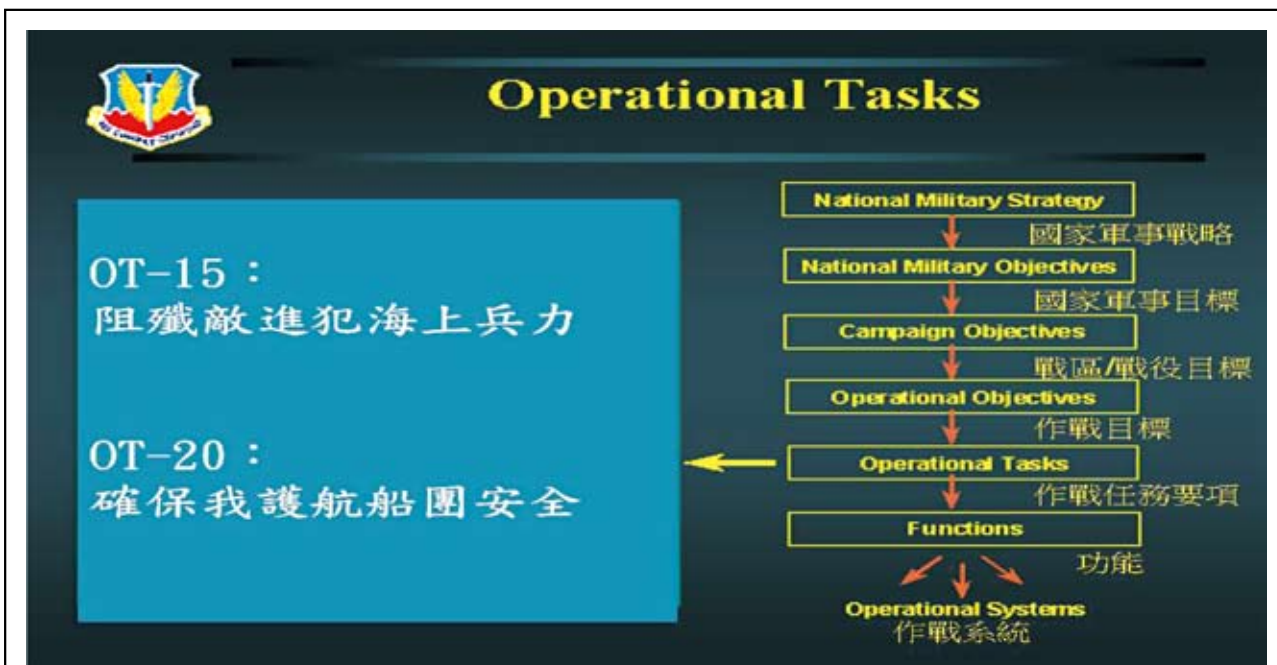 Operational Tasks
OT-15：
阻殲敵進犯海上兵力
OT-20：
確保我護航船團安全
National Military Strategy
國家軍事戰略
National Military Objectives
國家軍事目標
Campaign Objectives
戰區/戰役目標
Operational Objectives
作戰目標
Operational Tasks
作戰任務要項
Functions
功能
Operational Systems
作戰系統